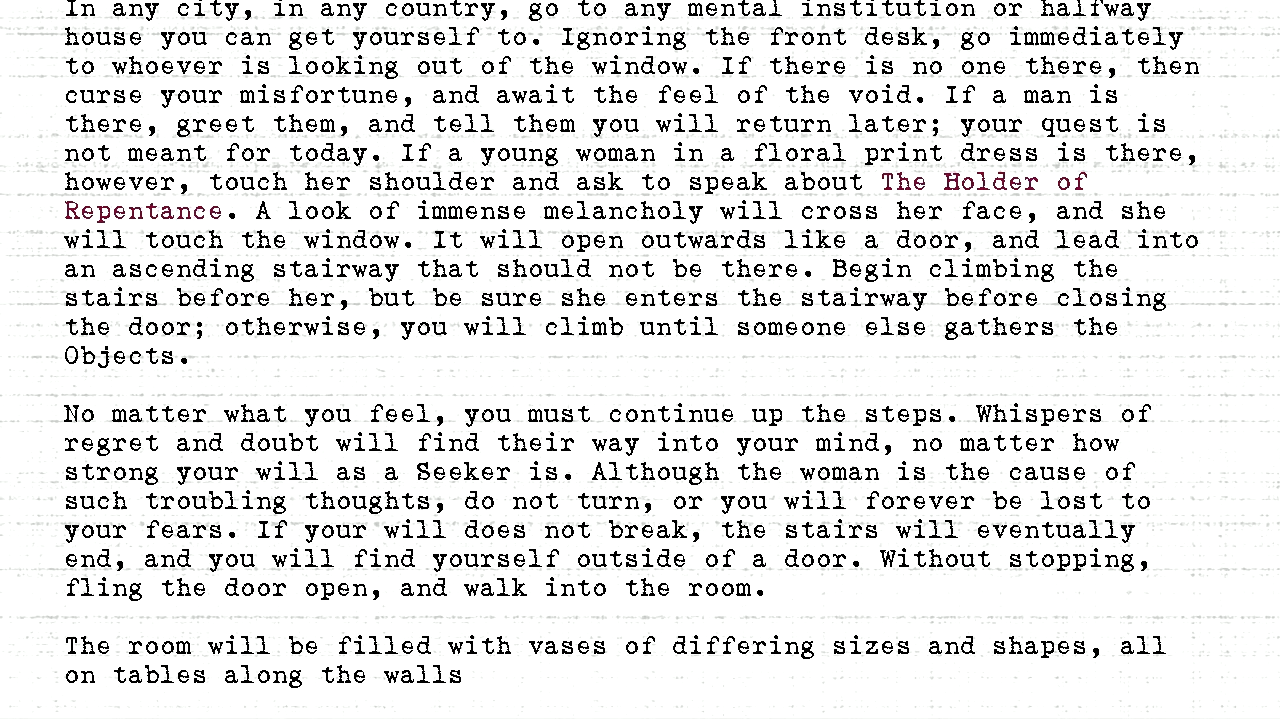 In any city, in any country, go to any mental institution or halfway
house you can get yourself to. Ignoring the front desk, go immediately
to whoever is looking out of the window. If there is no one there, then
curse your misfortune, and await the feel of the void. If a man is
there, greet them, and tell them you will return later; your quest is
not meant for today. If a young woman in a floral print dress is there,
however, touch her shoulder and ask to speak about The Holder of
Repentance. A look of immense melancholy will cross her face, and she
will touch the window. It will open outwards like a door, and lead into
an ascending stairway that should not be there. Begin climbing the
stairs before her, but be sure she enters the stairway before closing
the door; otherwise, you will climb until someone else gathers the
Objects.
No matter what you feel, you must continue up the steps. Whispers of
regret and doubt will find their way into your mind, no matter how
strong your will as a Seeker is. Although the woman is the cause of
such troubling thoughts, do not turn, or you will forever be lost to
your fears. If your will does not break, the stairs will eventually
end, and you will find yourself outside of a door. Without stopping,
fling the door open, and walk into the room.
The room will be filled with vases of differing sizes and shapes, all
on tables along the walls